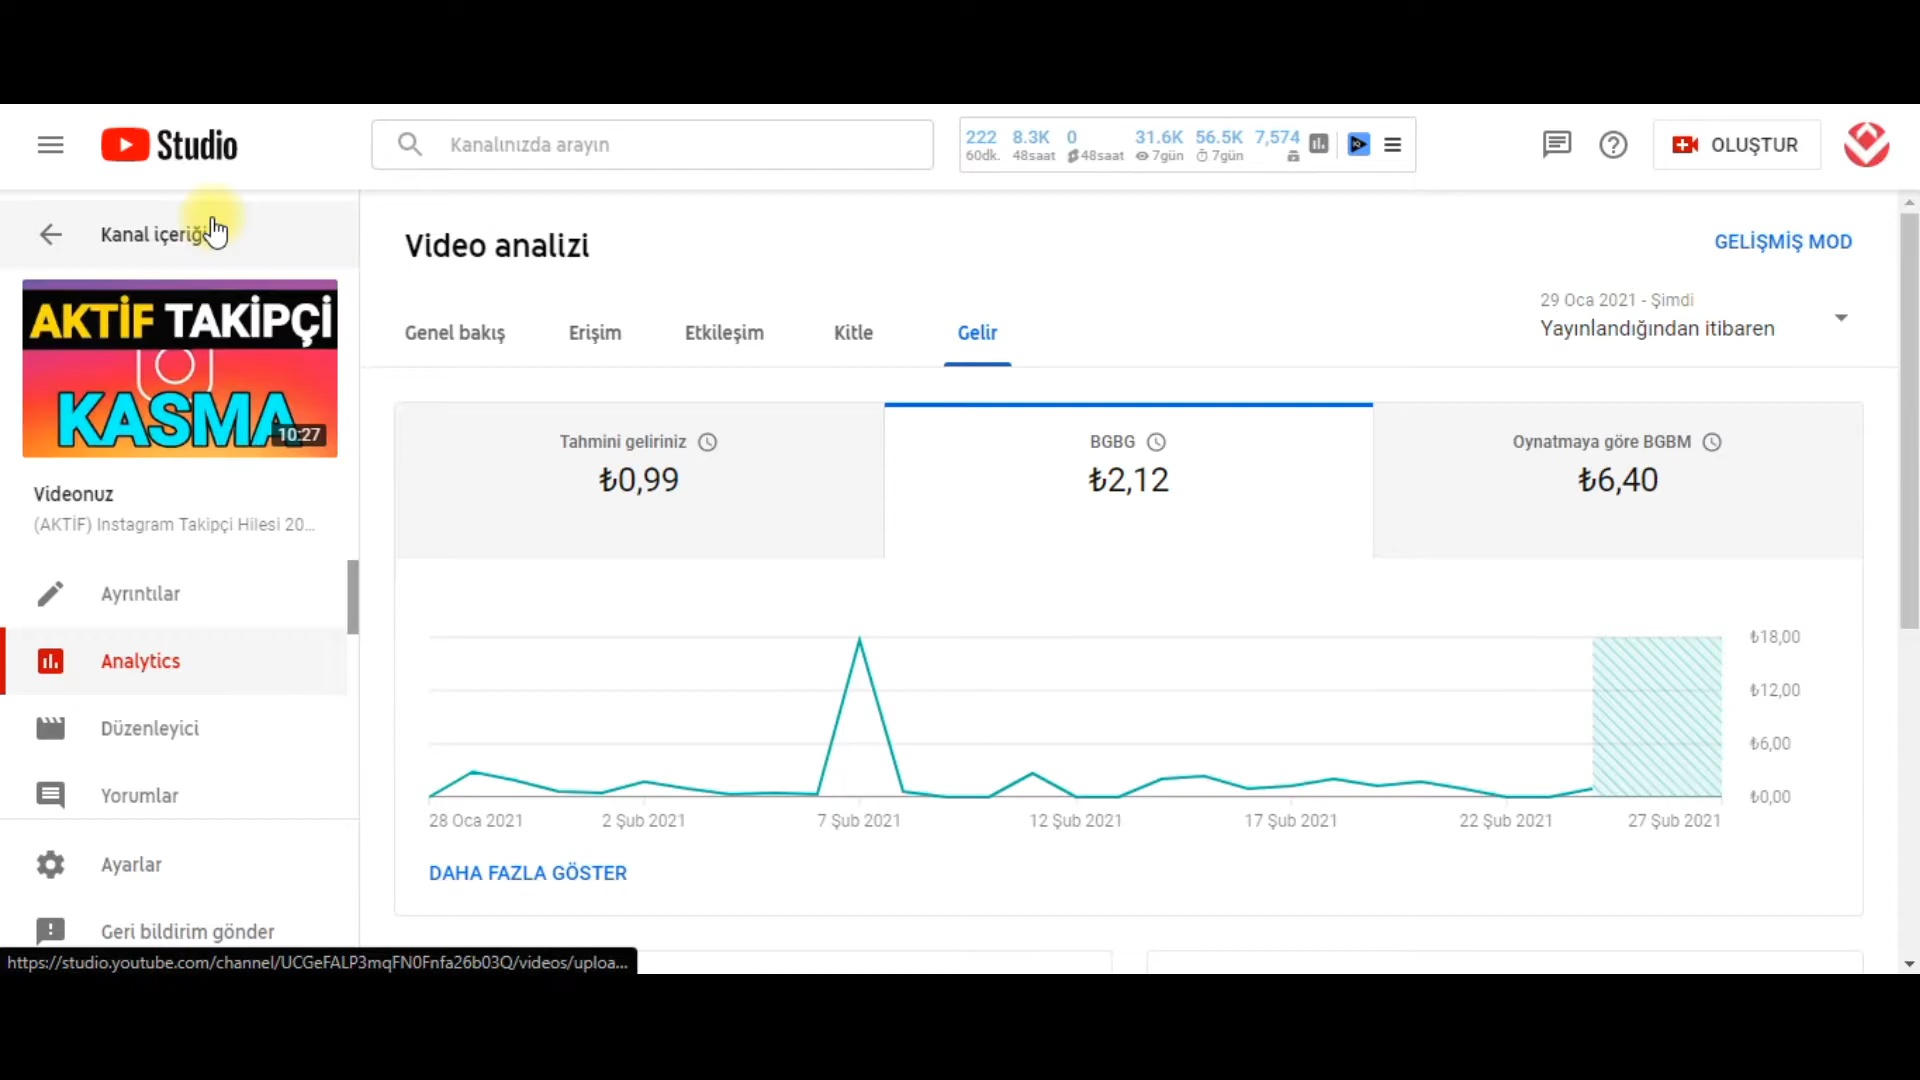 Studio
Kanalınızda arayın
222 8.3K 0 31.6K 56.5K 7,574
60dk. 48saat 48saat 7gün 7gün
OLUŞTUR
Kanal içeriği
AKTİF TAKİPÇİ
KASMA
10:27
Videonuz
(AKTİF) Instagram Takipçi Hilesi 20...
Ayrıntılar
Analytics
Düzenleyici
Yorumlar
Ayarlar
Geri bildirim gönder
https://studio.youtube.com/channel/UCGeFALP3mqFN0Fnfa26b03Q/videos/uploa...
Video analizi
GELİŞMİŞ MOD
29 Oca 2021 - Şimdi
Yayınlandığından itibaren
Genel bakış Erişim Etkileşim Kitle Gelir
Tahmini geliriniz
₺0,99
BGBG
₺2,12
Oynatmaya göre BGBM
₺6,40
₺18,00
₺12,00
₺6,00
₺0,00
28 Oca 2021 2 Şub 2021 7 Şub 2021 12 Şub 2021 17 Şub 2021 22 Şub 2021 27 Şub 2021
DAHA FAZLA GÖSTER